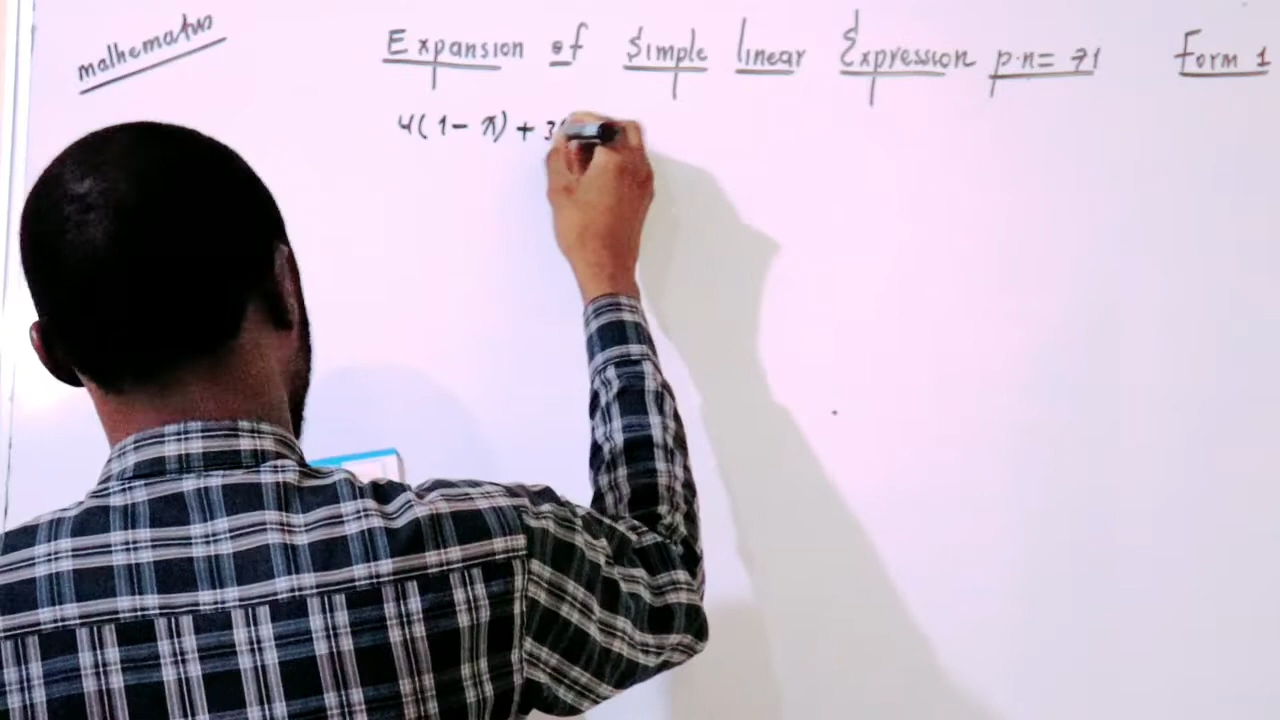 mathematics
Expansion of Simple linear Expression p.n= 71
Form 1
4(1-x)+3(